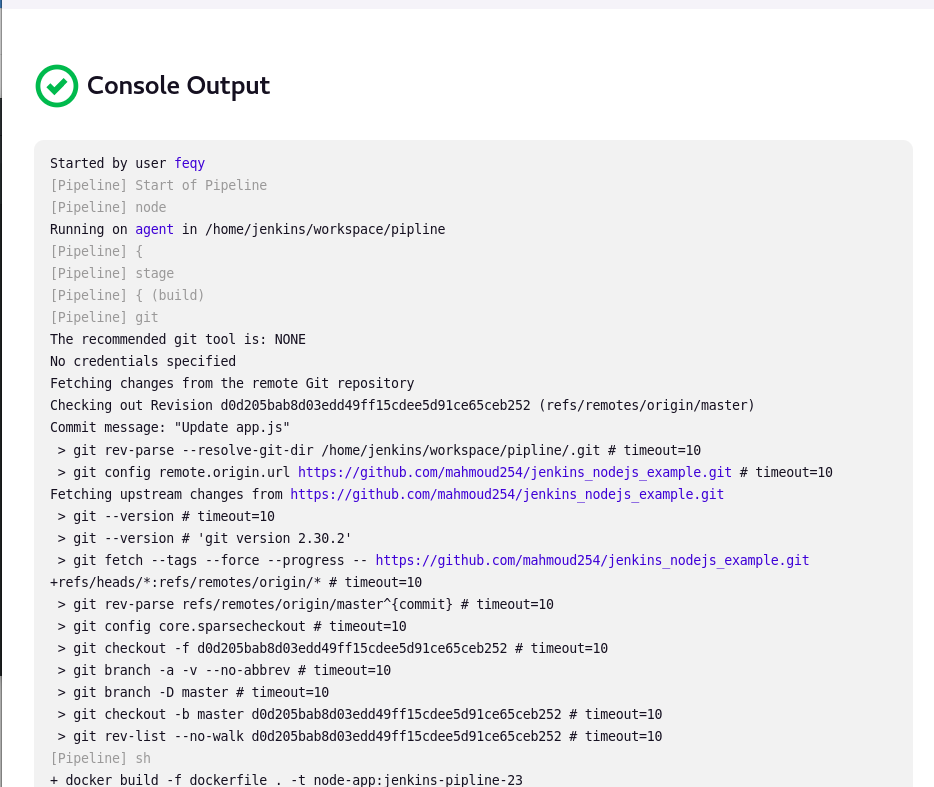 Console Output
Started by user feqy
[Pipeline] Start of Pipeline
[Pipeline] node
Running on agent in /home/jenkins/workspace/pipline
[Pipeline] {
[Pipeline] stage
[Pipeline] { (build)
[Pipeline] git
The recommended git tool is: NONE
No credentials specified
Fetching changes from the remote Git repository
Checking out Revision d0d205bab8d03edd49ff15cdee5d91ce65ceb252 (refs/remotes/origin/master)
Commit message: "Update app.js"
 > git rev-parse --resolve-git-dir /home/jenkins/workspace/pipline/.git # timeout=10
 > git config remote.origin.url https://github.com/mahmoud254/jenkins_nodejs_example.git # timeout=10
Fetching upstream changes from https://github.com/mahmoud254/jenkins_nodejs_example.git
 > git --version # timeout=10
 > git --version # 'git version 2.30.2'
 > git fetch --tags --force --progress -- https://github.com/mahmoud254/jenkins_nodejs_example.git
+refs/heads/*:refs/remotes/origin/* # timeout=10
 > git rev-parse refs/remotes/origin/master^{commit} # timeout=10
 > git config core.sparsecheckout # timeout=10
 > git checkout -f d0d205bab8d03edd49ff15cdee5d91ce65ceb252 # timeout=10
 > git branch -a -v --no-abbrev # timeout=10
 > git branch -D master # timeout=10
 > git checkout -b master d0d205bab8d03edd49ff15cdee5d91ce65ceb252 # timeout=10
 > git rev-list --no-walk d0d205bab8d03edd49ff15cdee5d91ce65ceb252 # timeout=10
[Pipeline] sh
+ docker build -f dockerfile . -t node-app:jenkins-pipline-23